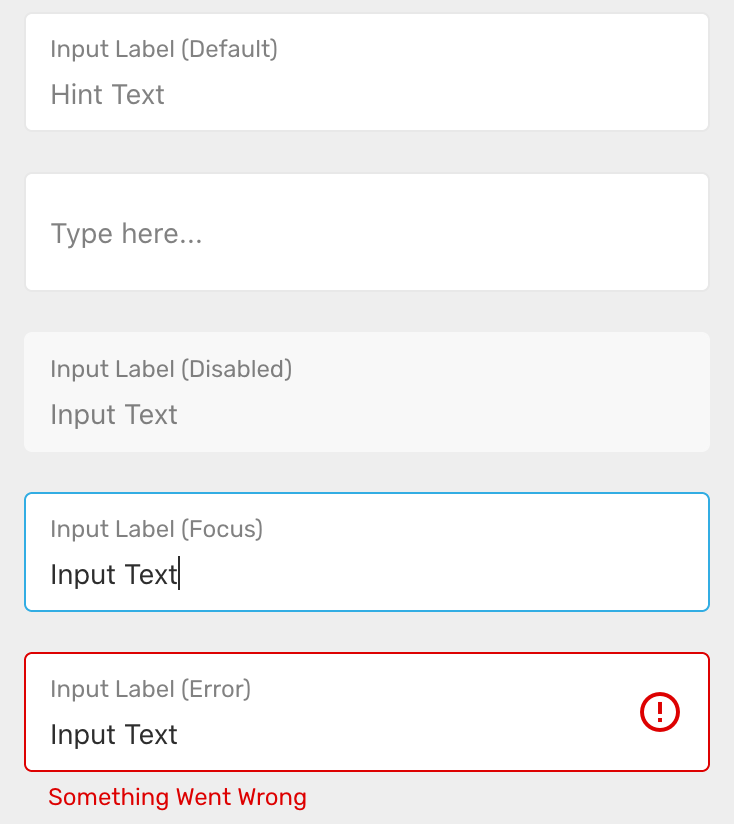 Input Label (Default)
Hint Text
Type here...
Input Label (Disabled)
Input Text
Input Label (Focus)
Input Text
Input Label (Error)
Input Text
Something Went Wrong